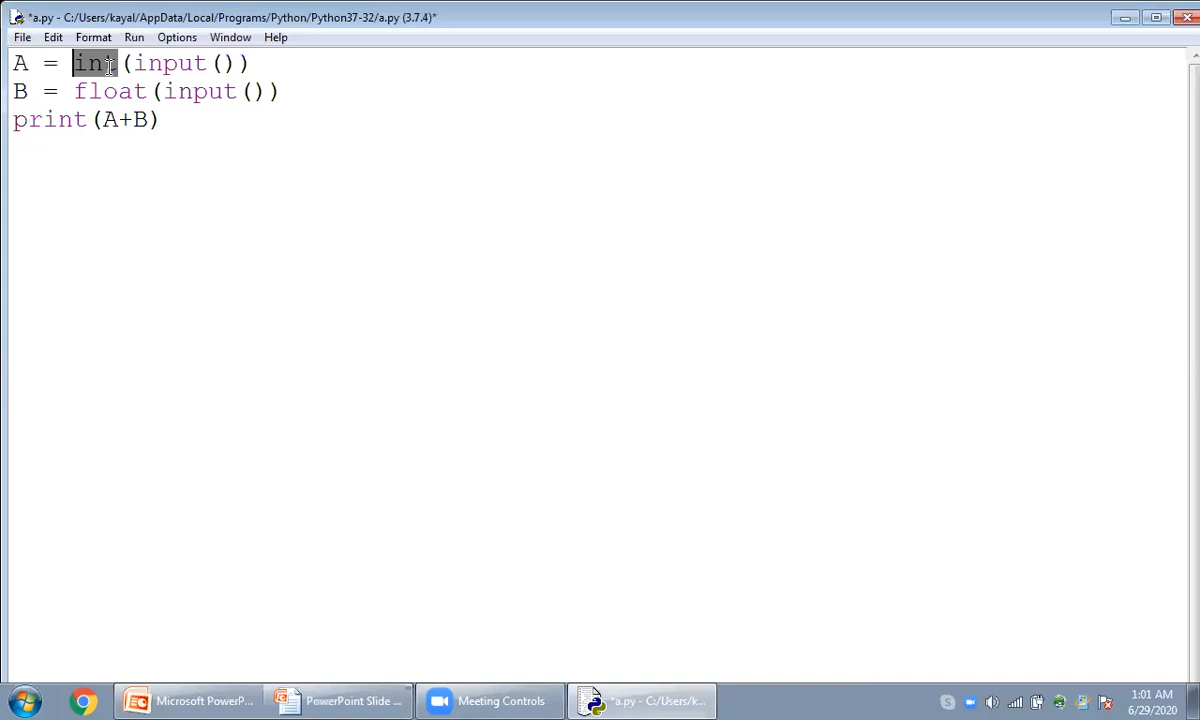 *a.py - C:/Users/kayal/AppData/Local/Programs/Python/Python37-32/a.py (3.7.4)*
File Edit Format Run Options Window Help
A = int(input())
B = float(input())
print(A+B)
Microsoft PowerP... PowerPoint Slide ... Meeting Controls *a.py - C:/Users/k... 1:01 AM
6/29/2020